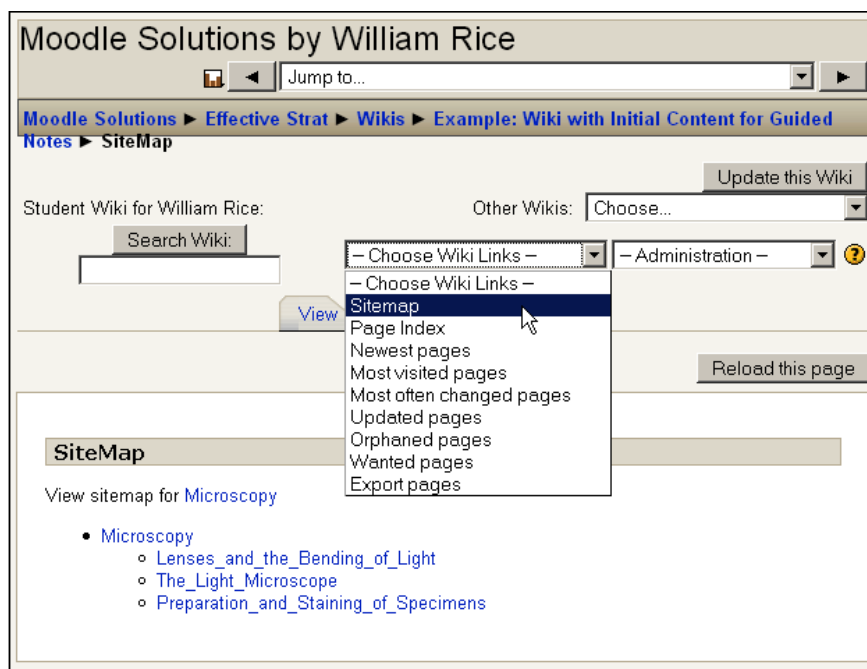 Moodle Solutions by William Rice
Jump to...
Moodle Solutions ► Effective Strat ► Wikis ► Example: Wiki with Initial Content for Guided
Notes ► SiteMap
Update this Wiki
Student Wiki for William Rice:
Other Wikis:
Choose...
Search Wiki:
– Choose Wiki Links –
– Administration –
– Choose Wiki Links –
Sitemap
View
Page Index
Newest pages
Most visited pages
Reload this page
Most often changed pages
Updated pages
Orphaned pages
Wanted pages
Export pages
SiteMap
View sitemap for Microscopy
Microscopy
Lenses_and_the_Bending_of_Light
The_Light_Microscope
Preparation_and_Staining_of_Specimens